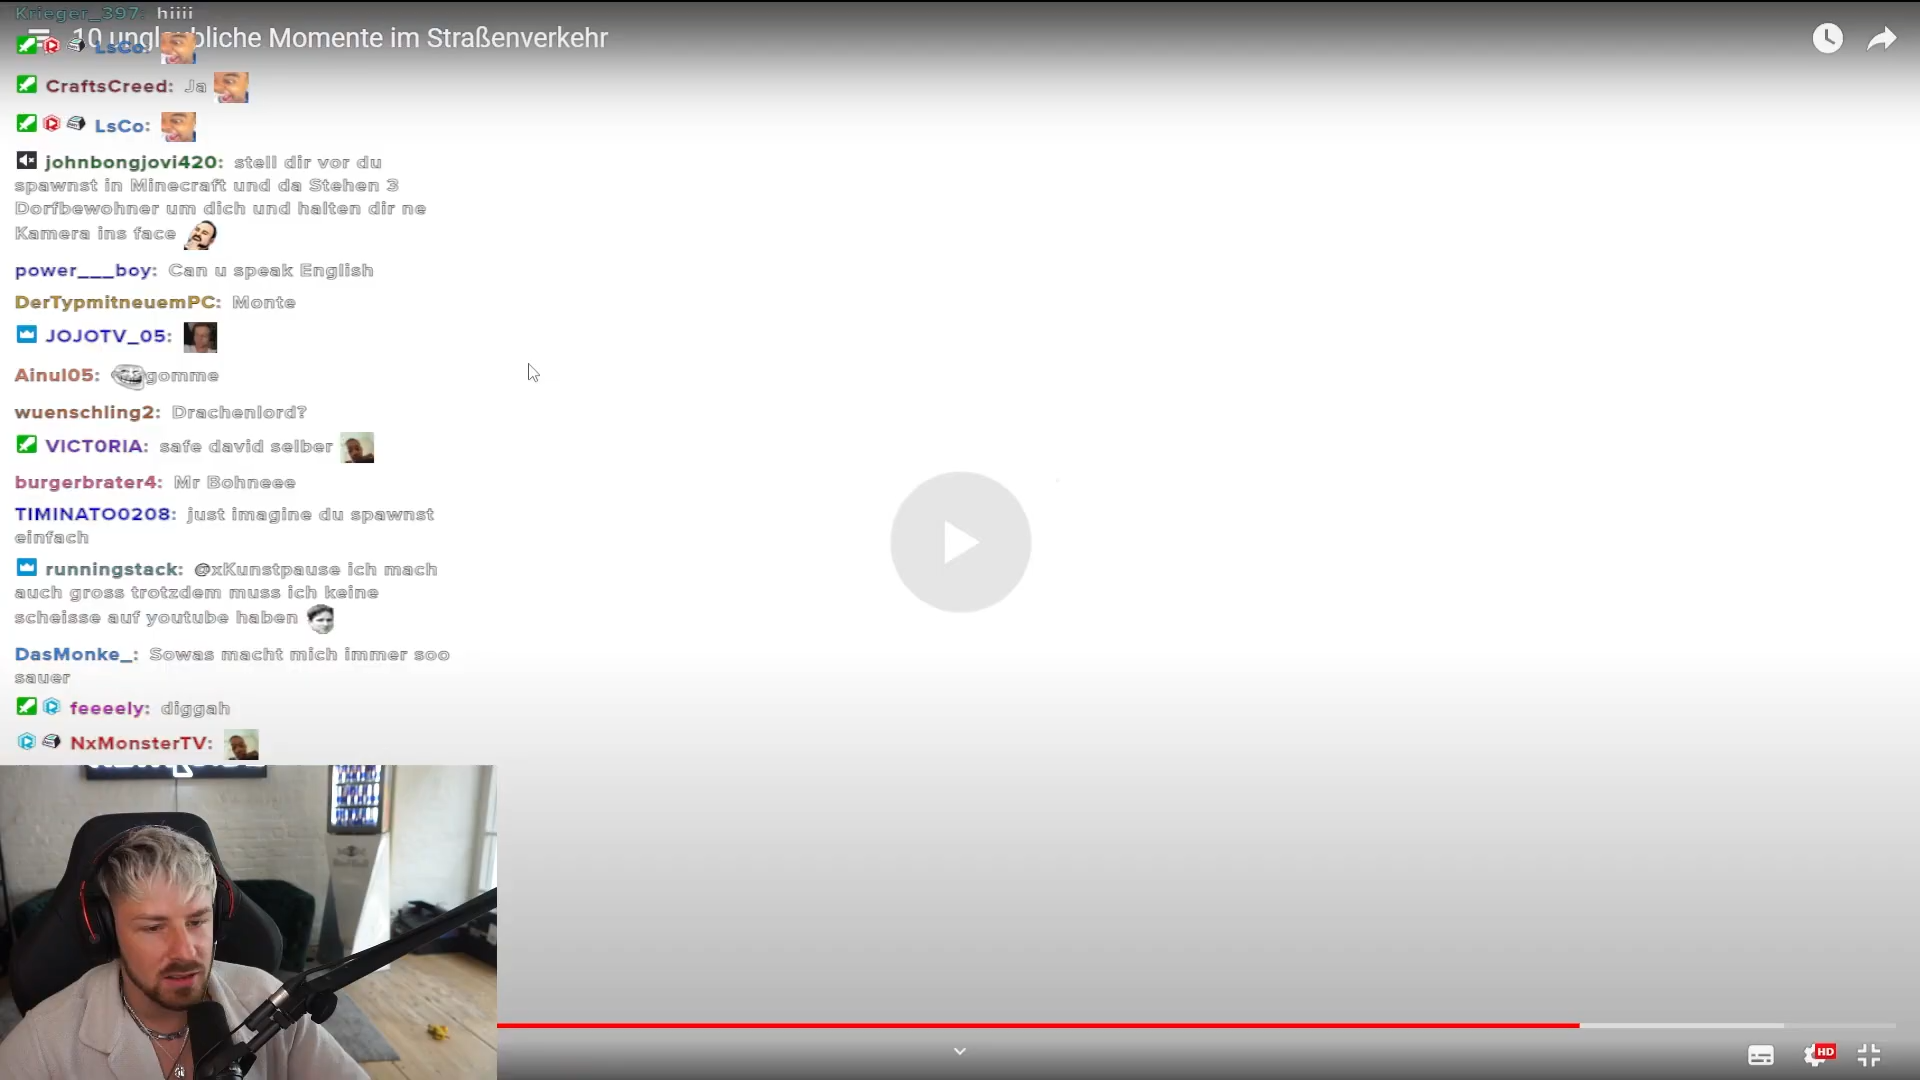 Krieger_397: hiiii
10 unglaubliche Momente im Straßenverkehr
LsCo:
CraftsCreed: Ja
LsCo:
johnbongjovi420: stell dir vor du
spawnst in Minecraft und da Stehen 3
Dorfbewohner um dich und halten dir ne
Kamera ins face
power___boy: Can u speak English
DerTypmitneuemPC: Monte
JOJOTV_05:
Ainul05: gomme
wuenschling2: Drachenlord?
VICT0RIA: safe david selber
burgerbrater4: Mr Bohneee
TIMINATO0208: just imagine du spawnst
einfach
runningstack: @xKunstpause ich mach
auch gross trotzdem muss ich keine
scheisse auf youtube haben
DasMonke_: Sowas macht mich immer soo
sauer
feeeely: diggah
NxMonsterTV:
HD